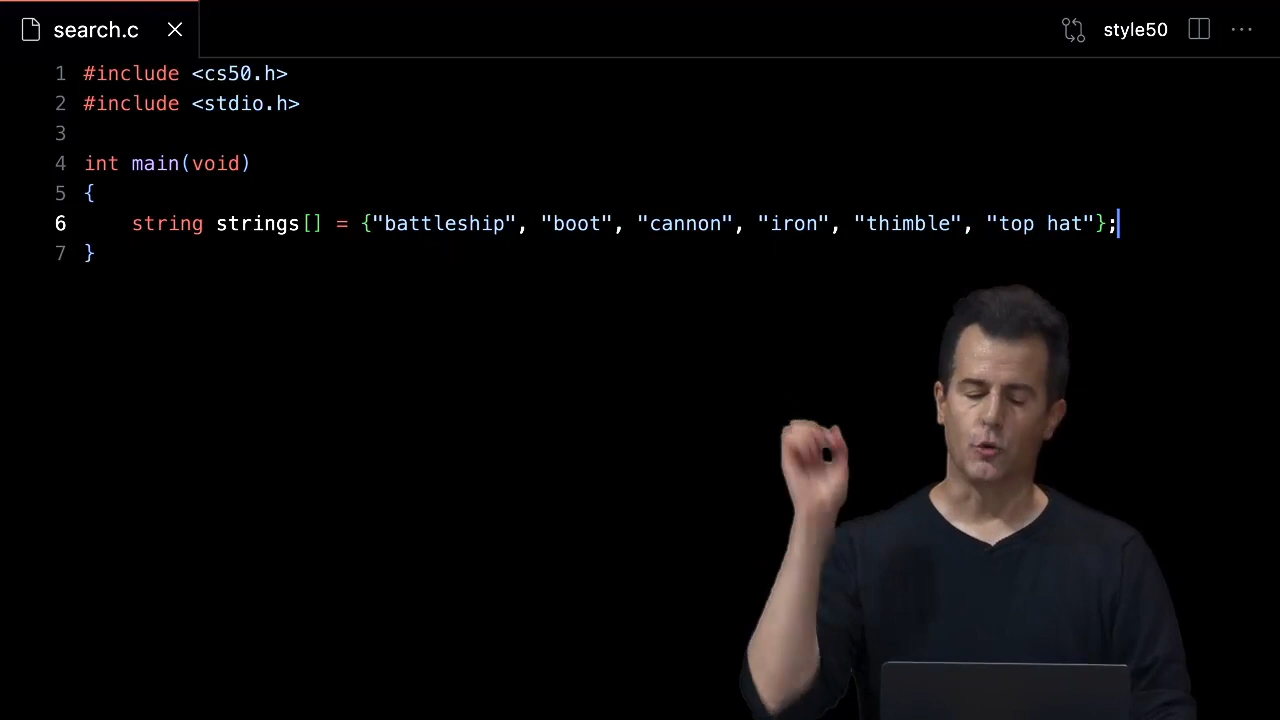 search.c
style50
1 #include <cs50.h>
2 #include <stdio.h>
3
4 int main(void)
5 {
6     string strings[] = {"battleship", "boot", "cannon", "iron", "thimble", "top hat"};
7 }